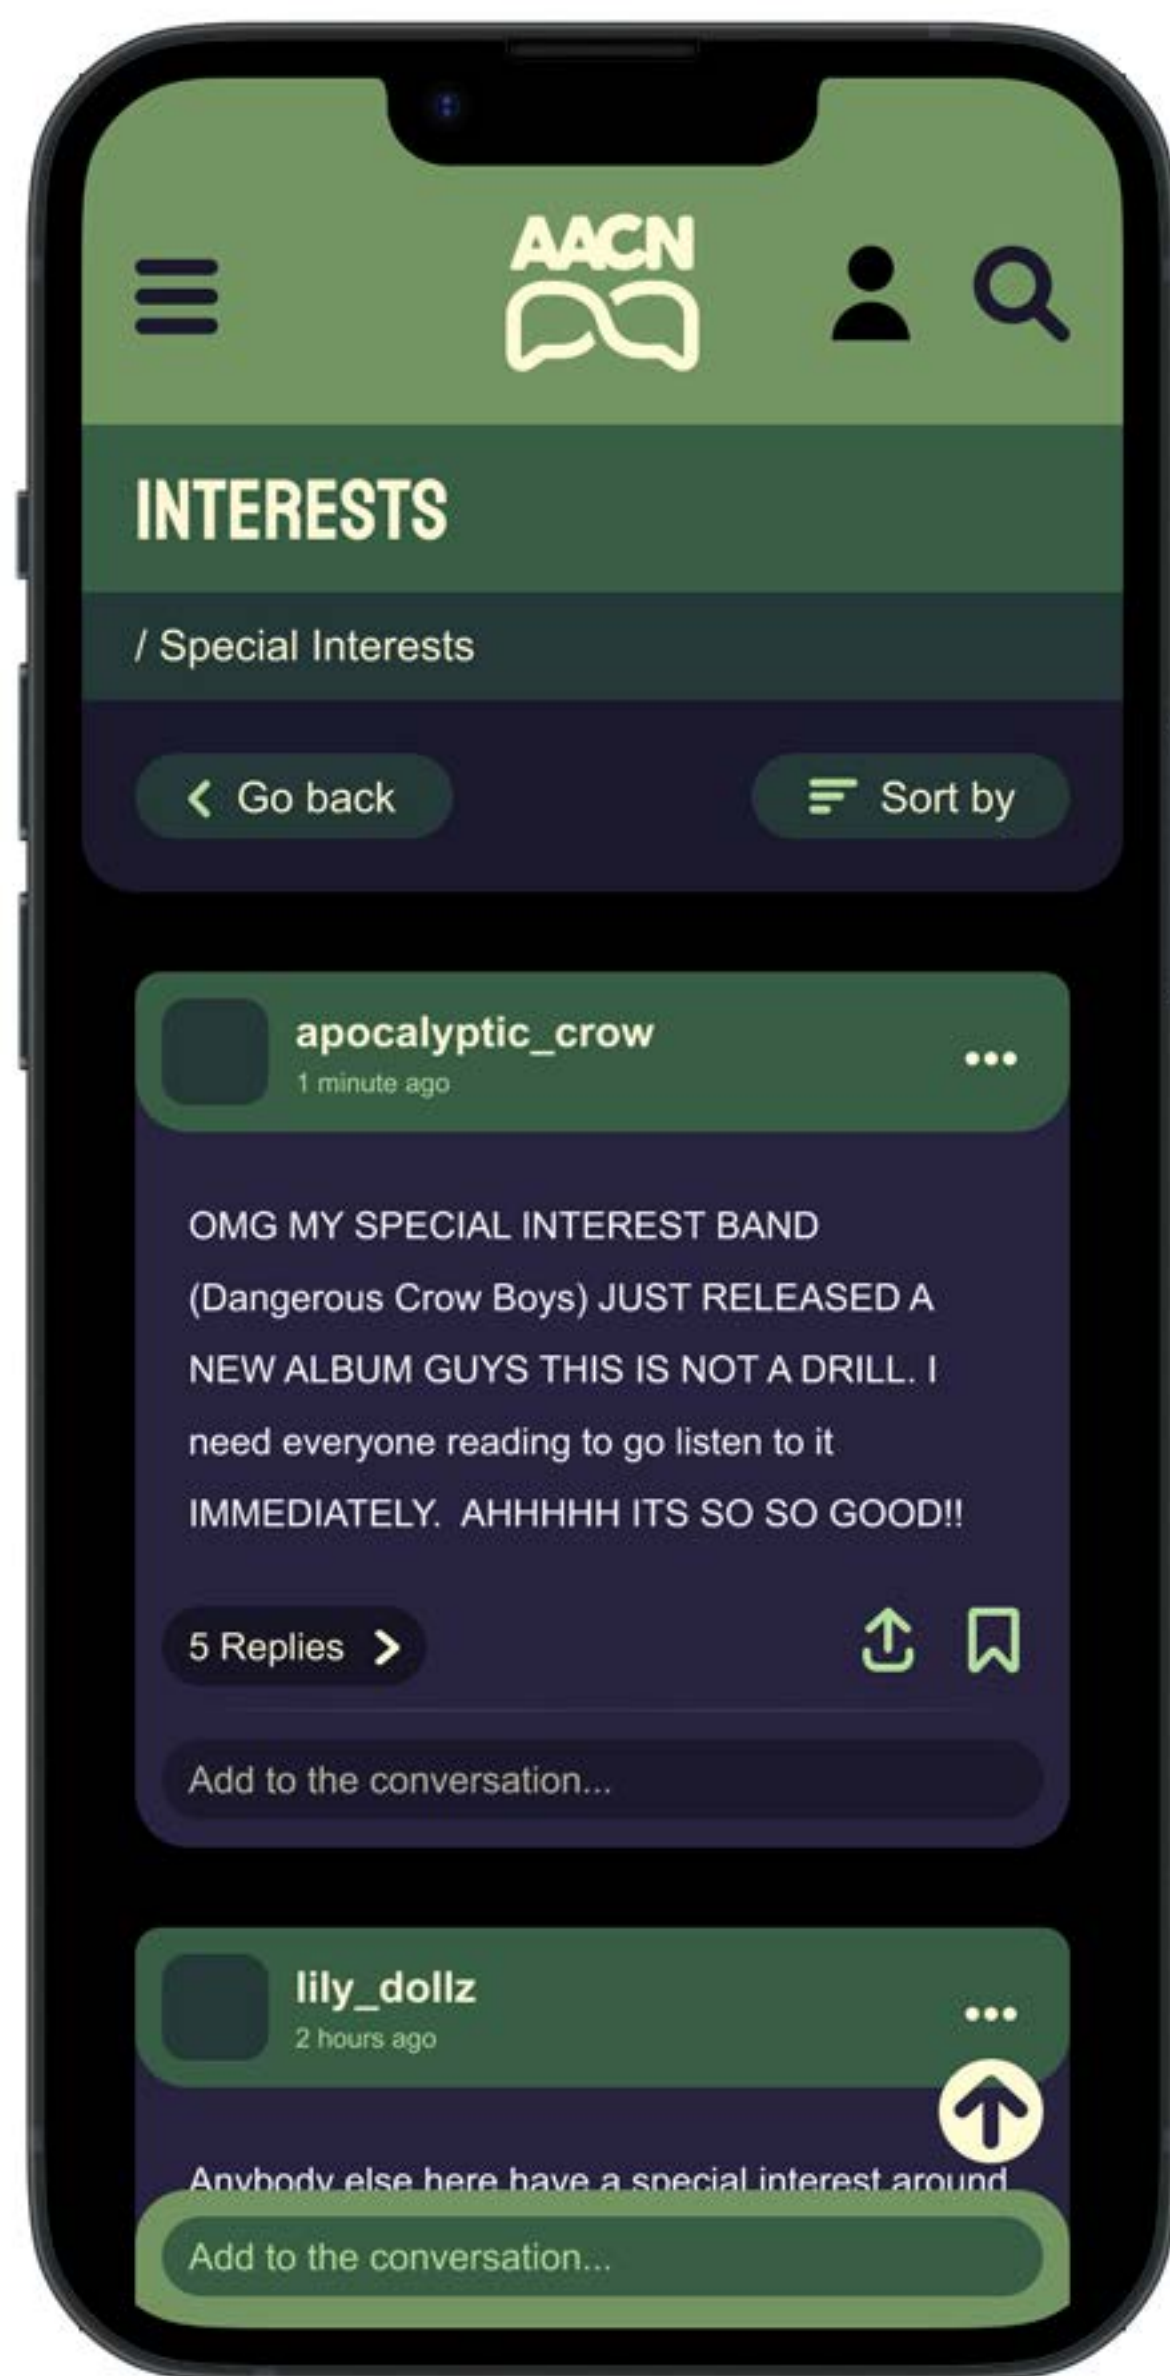 AACN
INTERESTS
/ Special Interests
Go back
Sort by
apocalyptic_crow
1 minute ago
OMG MY SPECIAL INTEREST BAND
(Dangerous Crow Boys) JUST RELEASED A
NEW ALBUM GUYS THIS IS NOT A DRILL. I
need everyone reading to go listen to it
IMMEDIATELY.  AHHHHH ITS SO SO GOOD!!
5 Replies
Add to the conversation...
lily_dollz
2 hours ago
Anybody else here have a special interest around
Add to the conversation...